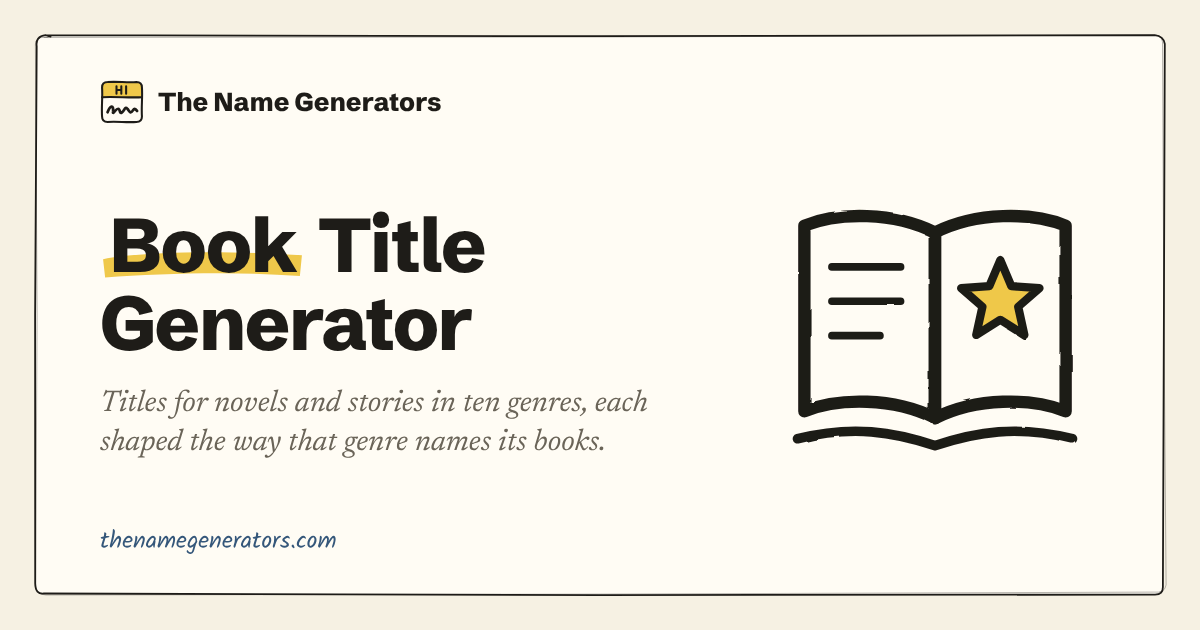 HI
The Name Generators
Book Title
Generator
Titles for novels and stories in ten genres, each
shaped the way that genre names its books.
thenamegenerators.com